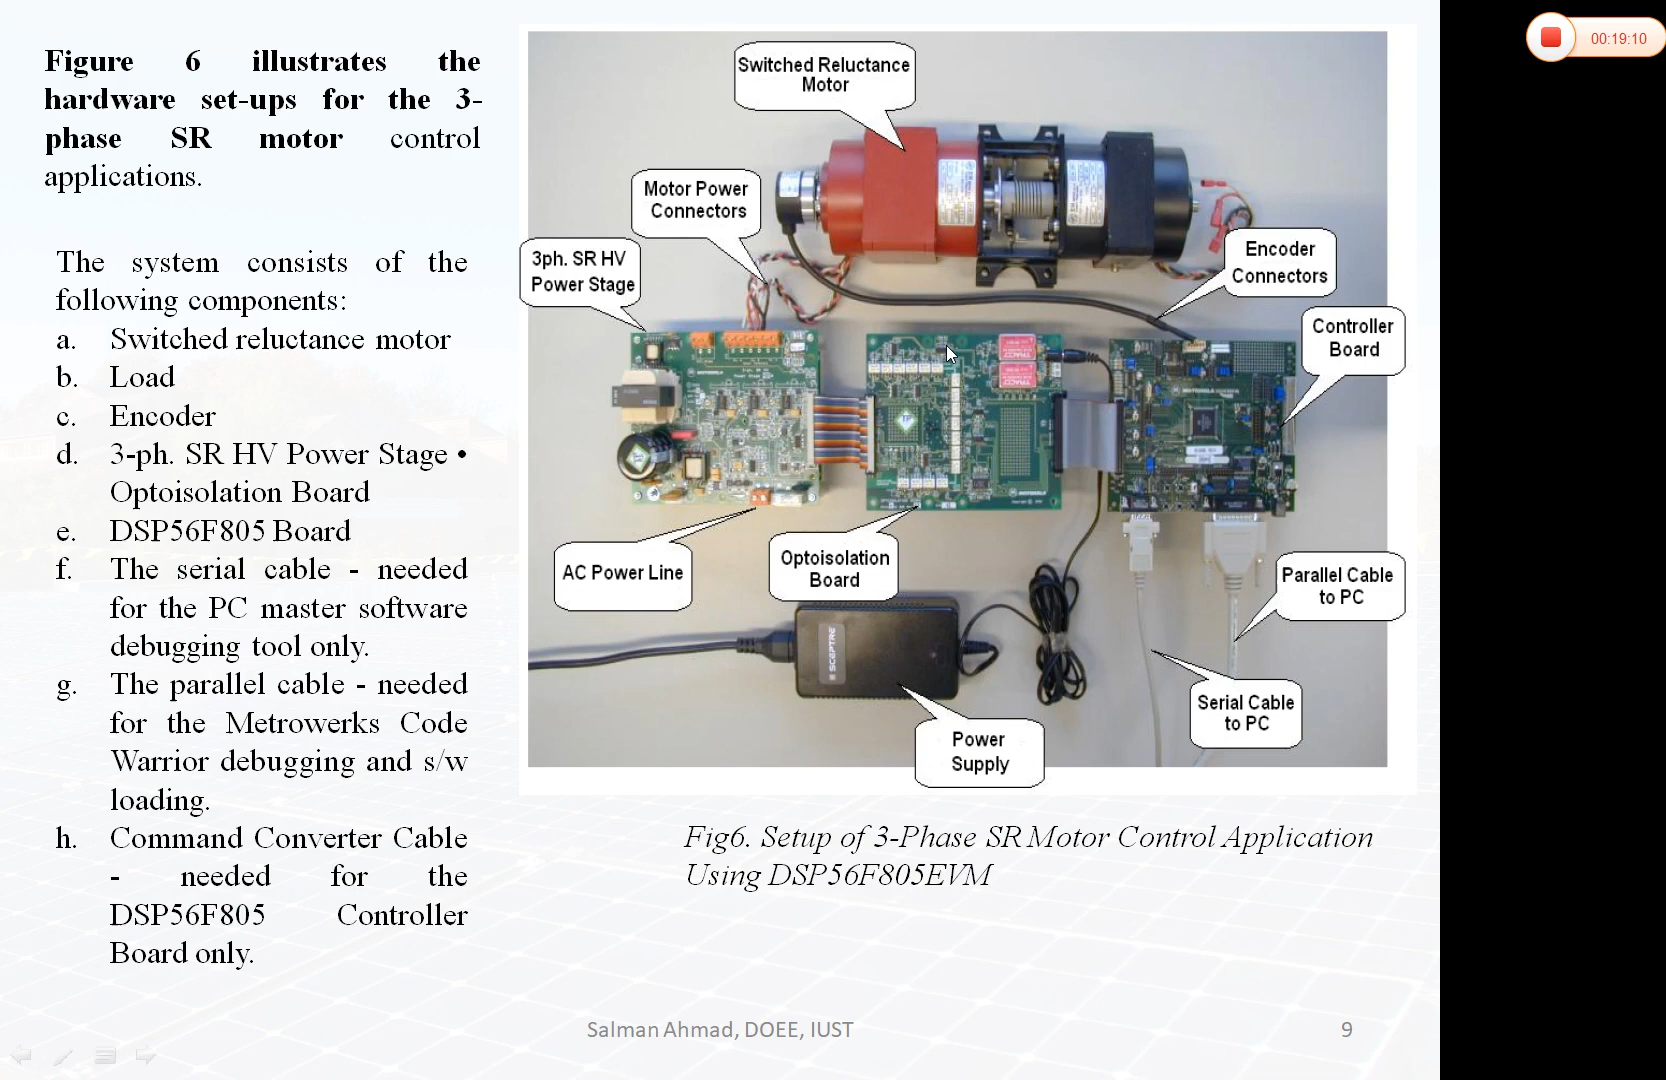 00:19:10
Figure 6 illustrates the
hardware set-ups for the 3-
phase SR motor control
applications.
The system consists of the
following components:
a. Switched reluctance motor
b. Load
c. Encoder
d. 3-ph. SR HV Power Stage •
Optoisolation Board
e. DSP56F805 Board
f. The serial cable - needed
for the PC master software
debugging tool only.
g. The parallel cable - needed
for the Metrowerks Code
Warrior debugging and s/w
loading.
h. Command Converter Cable
- needed for the
DSP56F805 Controller
Board only.
Switched Reluctance
Motor
Motor Power
Connectors
3ph. SR HV
Power Stage
Encoder
Connectors
Controller
Board
AC Power Line
Optoisolation
Board
Parallel Cable
to PC
Serial Cable
to PC
Power
Supply
SCEPTRE
TRACO
TRACO
MOTOROLA
Fig6. Setup of 3-Phase SR Motor Control Application
Using DSP56F805EVM
Salman Ahmad, DOEE, IUST
9